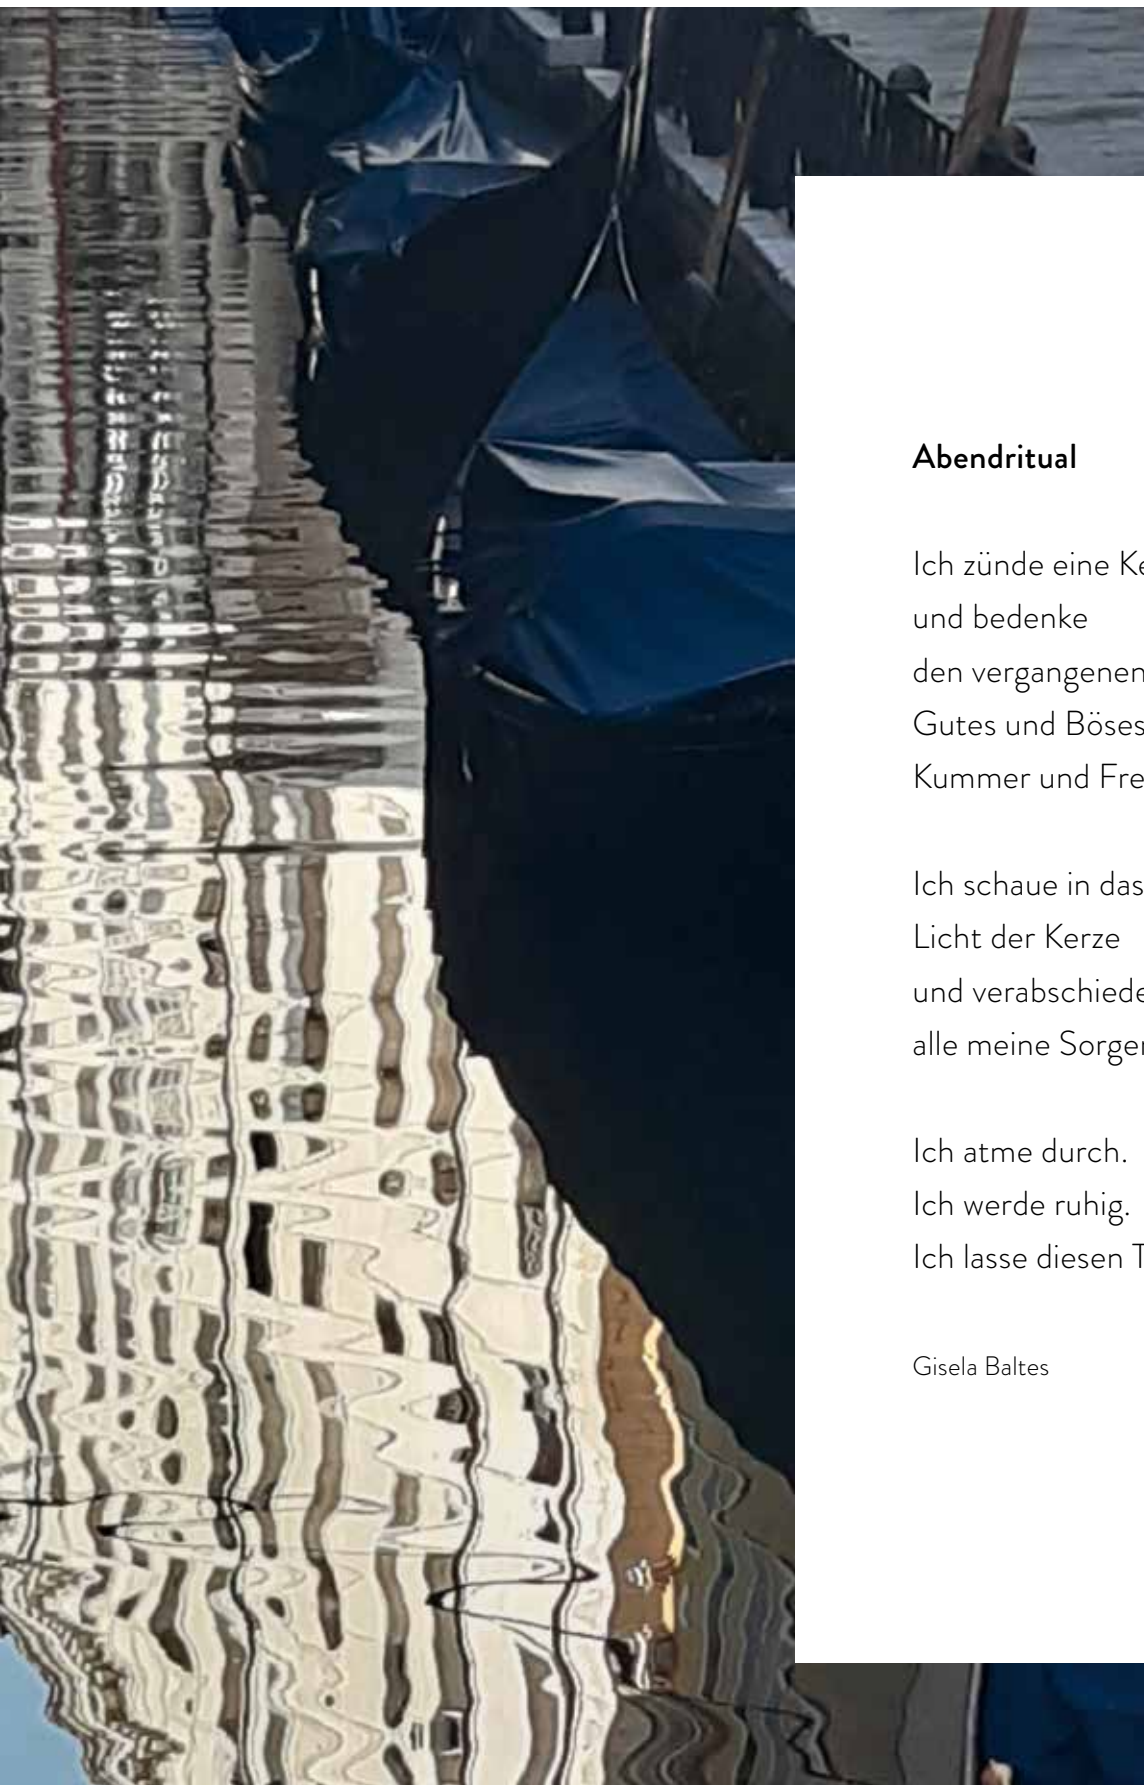 Abendritual
Ich zünde eine
und bedenke
den vergangenen
Gutes und Böses
Kummer und
Ich schaue in das
Licht der Kerze
und verabschiede
alle meine
Ich atme durch.
Ich werde ruhig.
Ich lasse diesen
Gisela Baltes